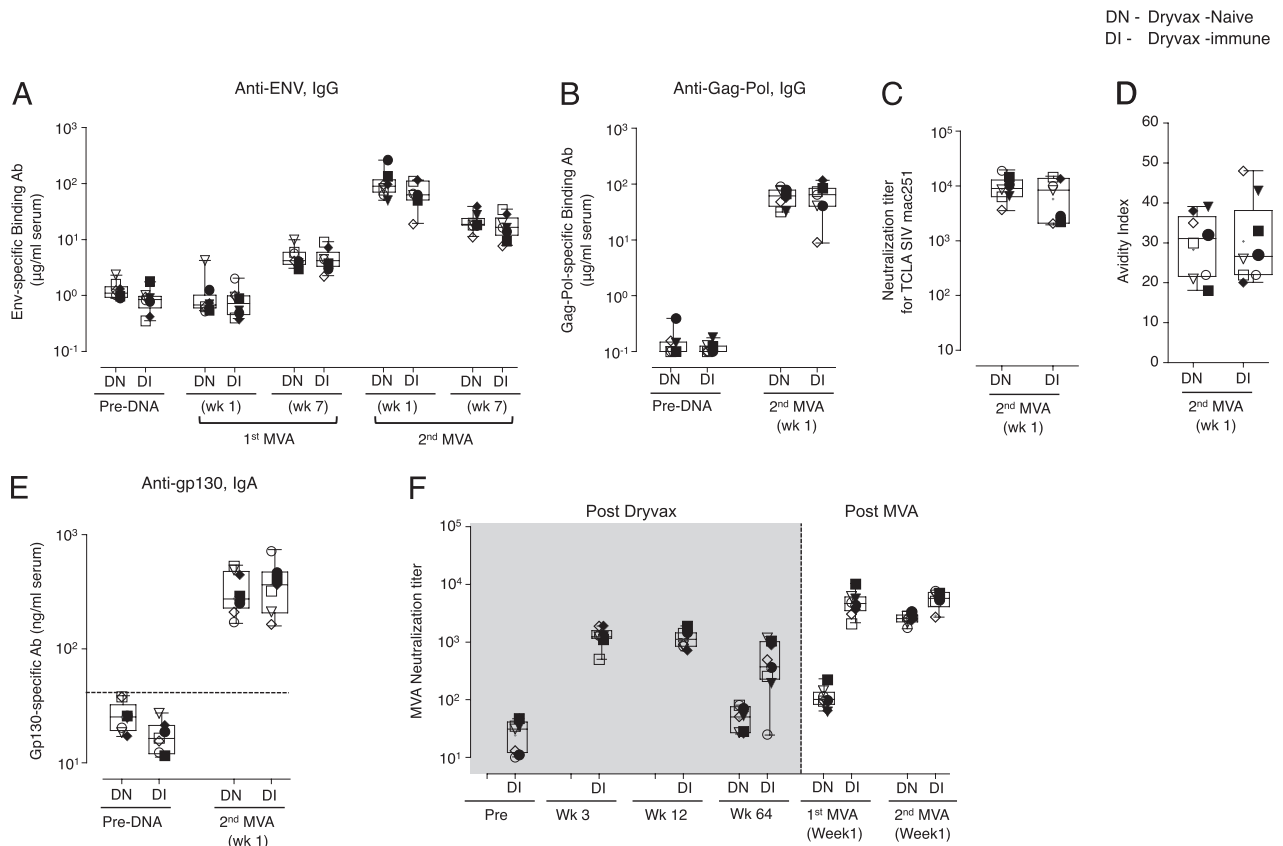 DN - Dryvax -Naive
DI - Dryvax -immune
A
Anti-ENV, IgG
Env-specific Binding Ab
(µg/ml serum)
10³
10²
10¹
10⁰
10⁻¹
DN DI DN DI DN DI DN DI DN DI
Pre-DNA (wk 1) (wk 7) (wk 1) (wk 7)
1ˢᵗ MVA 2ⁿᵈ MVA
B
Anti-Gag-Pol, IgG
Gag-Pol-specific Binding Ab
(µg/ml serum)
10³
10²
10¹
10⁰
10⁻¹
DN DI DN DI
Pre-DNA 2ⁿᵈ MVA
(wk 1)
C
Neutralization titer
for TCLA SIV mac251
10⁵
10⁴
10³
10²
10
DN DI
2ⁿᵈ MVA
(wk 1)
D
Avidity Index
60
50
40
30
20
10
0
DN DI
2ⁿᵈ MVA
(wk 1)
E
Anti-gp130, IgA
Gp130-specific Ab (ng/ml serum)
10³
10²
10¹
DN DI DN DI
Pre-DNA 2ⁿᵈ MVA
(wk 1)
F
Post Dryvax Post MVA
MVA Neutralization titer
10⁵
10⁴
10³
10²
10¹
DI DI DI DN DI DN DI DN DI
Pre Wk 3 Wk 12 Wk 64 1ˢᵗ MVA 2ⁿᵈ MVA
(Week1) (Week1)